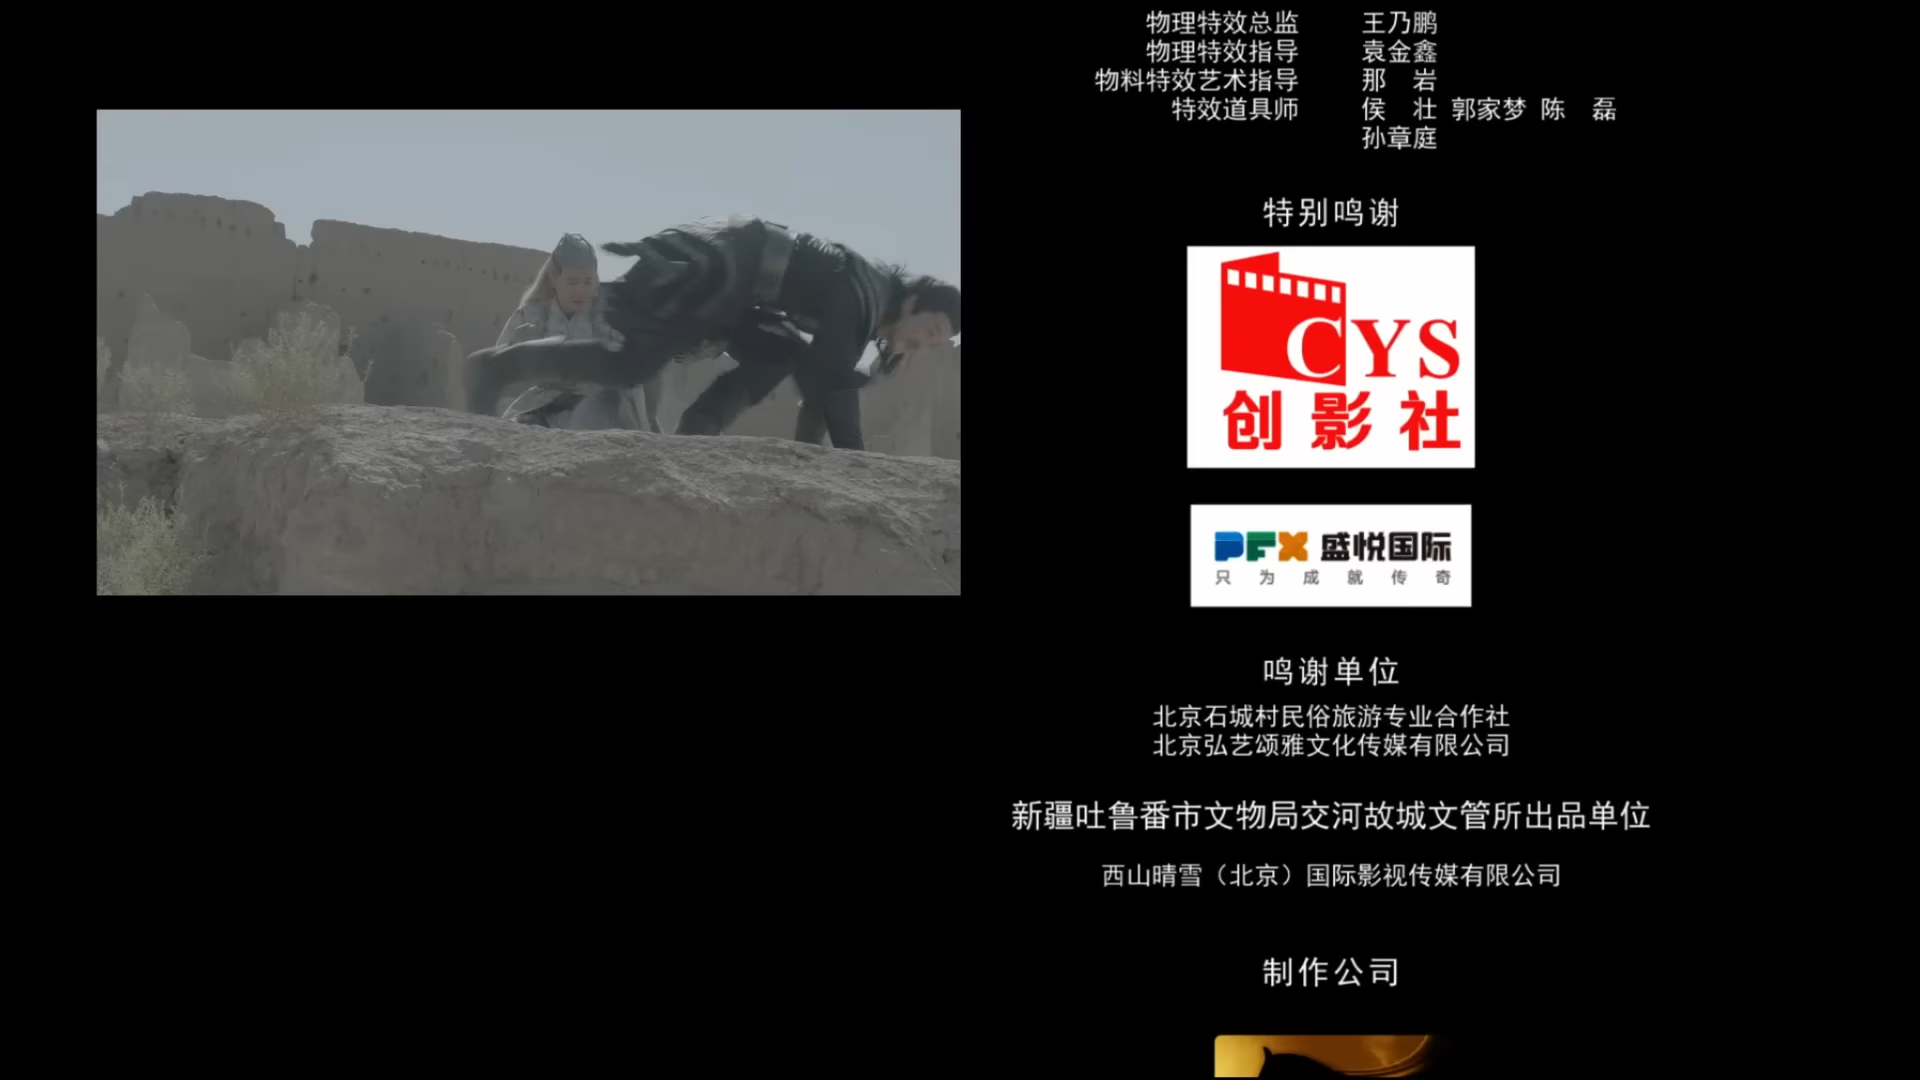 物理特效总监 王乃鹏
物理特效指导 袁金鑫
物料特效艺术指导 那 岩
特效道具师 侯 壮 郭家梦 陈 磊
孙章庭
特别鸣谢
CYS
创影社
PFX 盛悦国际
只为成就传奇
鸣谢单位
北京石城村民俗旅游专业合作社
北京弘艺颂雅文化传媒有限公司
新疆吐鲁番市文物局交河故城文管所出品单位
西山晴雪（北京）国际影视传媒有限公司
制作公司